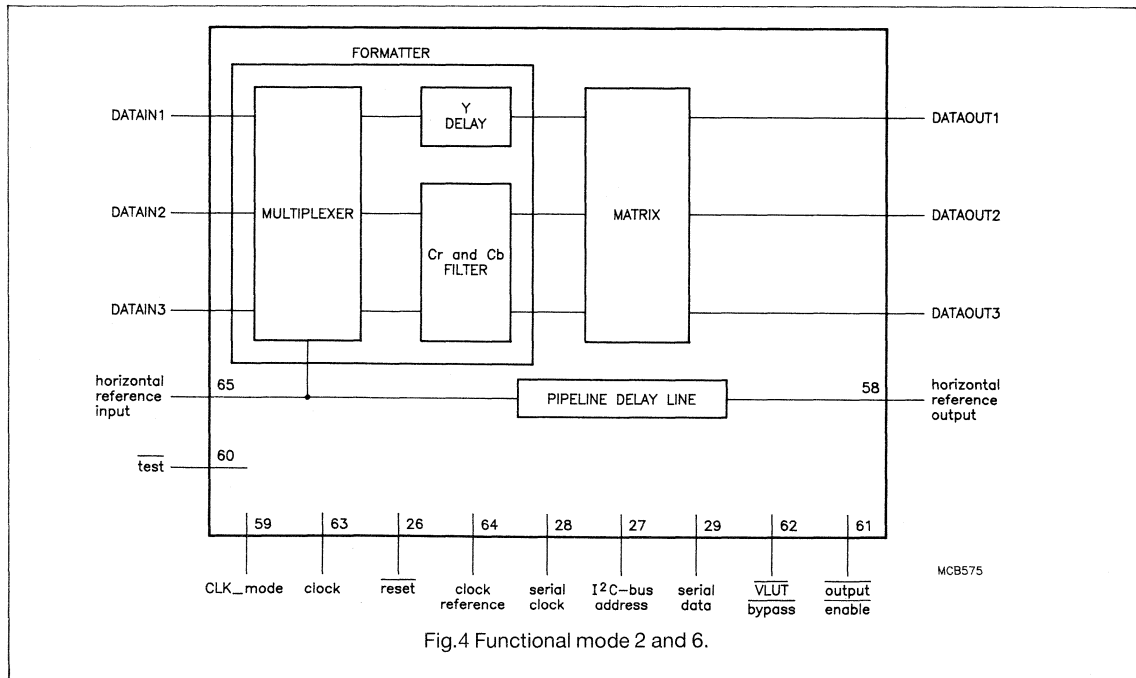 FORMATTER
DATAIN1
Y
DELAY
DATAOUT1
DATAIN2
MULTIPLEXER
Cr and Cb
FILTER
MATRIX
DATAOUT2
DATAIN3
DATAOUT3
horizontal
reference
input
65
PIPELINE DELAY LINE
58
horizontal
reference
output
test
60
59 63 26 64 28 27 29 62 61
CLK_mode
clock
reset
clock
reference
serial
clock
I²C-bus
address
serial
data
VLUT
bypass
output
enable
MCB575
Fig.4 Functional mode 2 and 6.